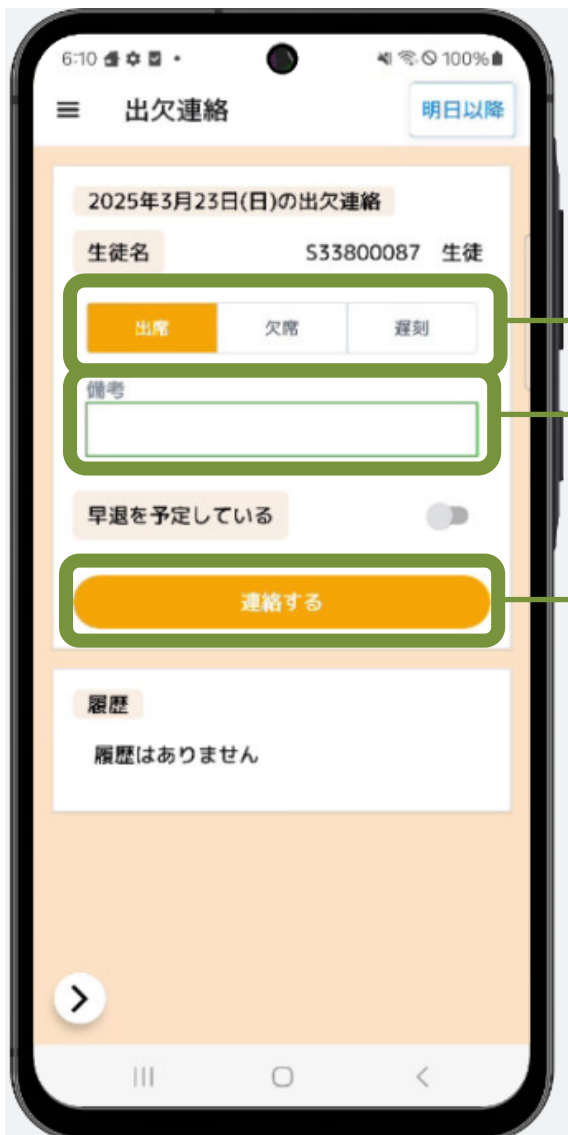 6:10
100%
出欠連絡
明日以降
2025年3月23日(日)の出欠連絡
生徒名
S33800087 生徒
出席
欠席
遅刻
備考
早退を予定している
連絡する
履歴
履歴はありません